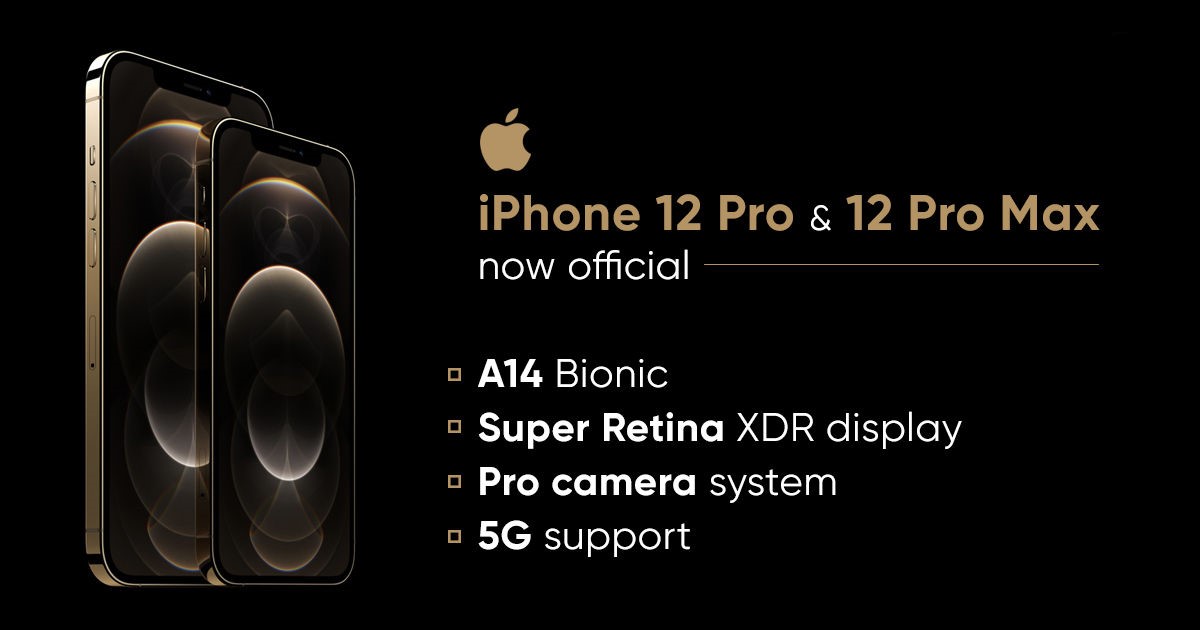 iPhone 12 Pro & 12 Pro Max
now official
A14 Bionic
Super Retina XDR display
Pro camera system
5G support